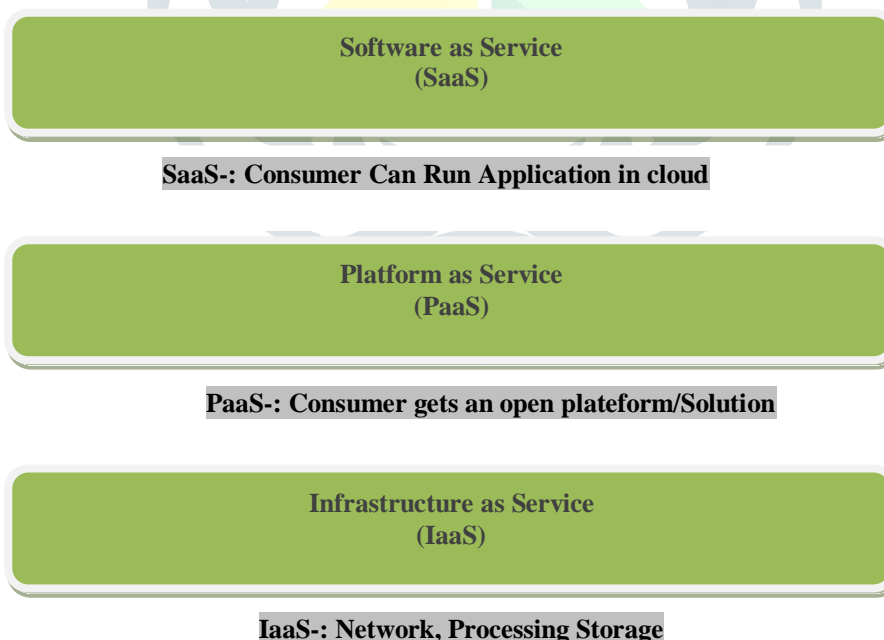 Software as Service
(SaaS)
SaaS-: Consumer Can Run Application in cloud
Platform as Service
(PaaS)
PaaS-: Consumer gets an open plateform/Solution
Infrastructure as Service
(IaaS)
IaaS-: Network, Processing Storage